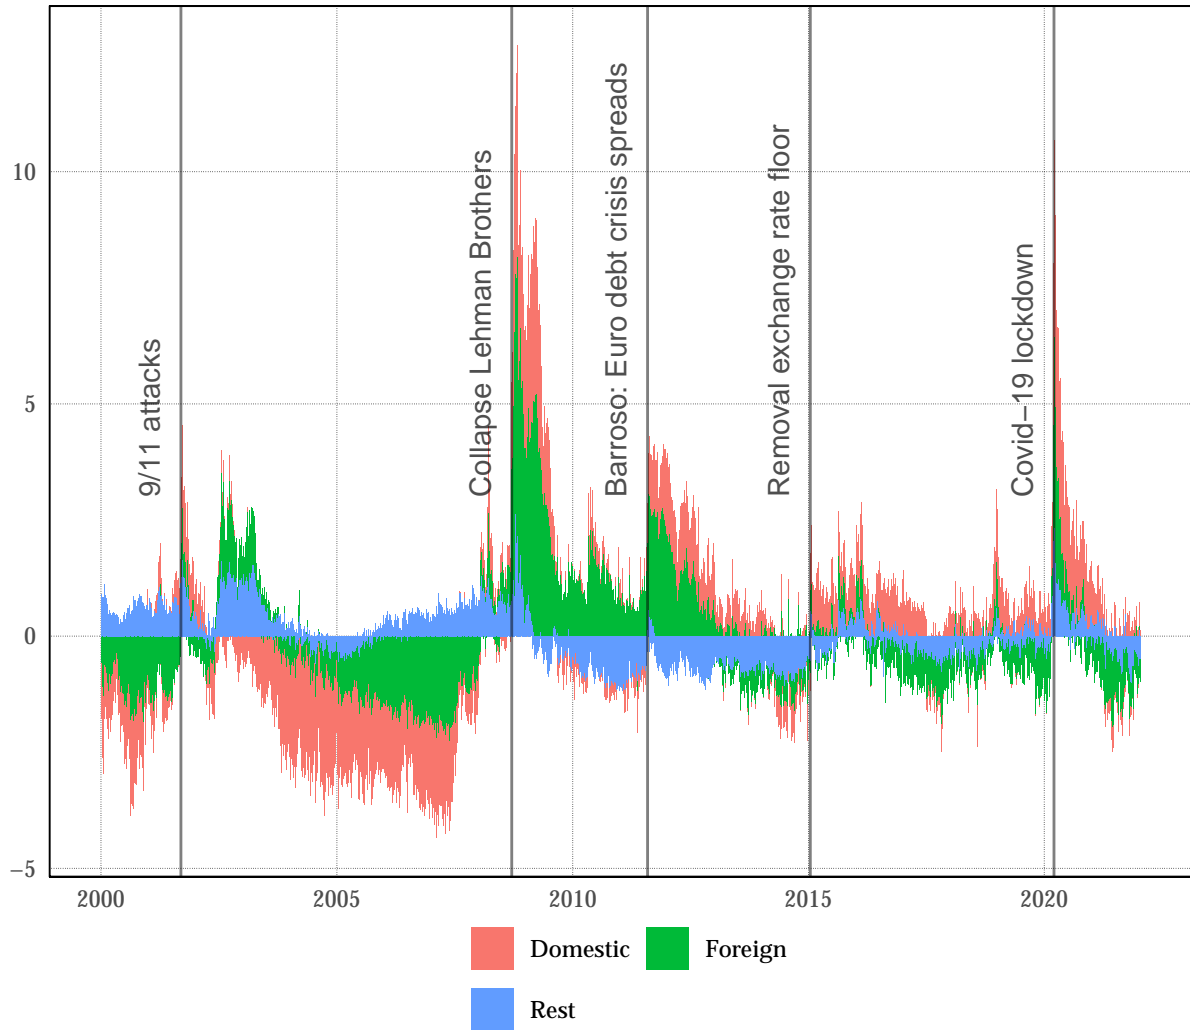 10
5
0
−5
9/11 attacks
Collapse Lehman Brothers
Barroso: Euro debt crisis spreads
Removal exchange rate floor
Covid−19 lockdown
2000 2005 2010 2015 2020
Domestic Foreign
Rest